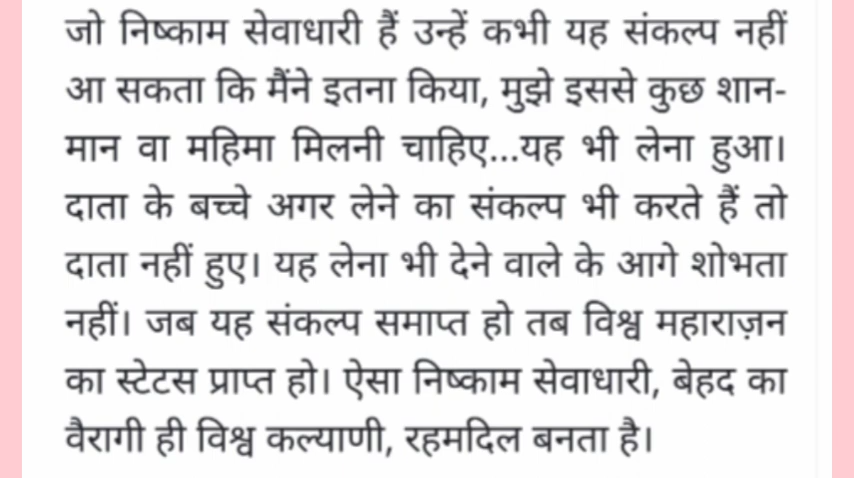 जो निष्काम सेवाधारी हैं उन्हें कभी यह संकल्प नहीं
आ सकता कि मैंने इतना किया, मुझे इससे कुछ शान-
मान वा महिमा मिलनी चाहिए...यह भी लेना हुआ।
दाता के बच्चे अगर लेने का संकल्प भी करते हैं तो
दाता नहीं हुए। यह लेना भी देने वाले के आगे शोभता
नहीं। जब यह संकल्प समाप्त हो तब विश्व महाराज़न
का स्टेटस प्राप्त हो। ऐसा निष्काम सेवाधारी, बेहद का
वैरागी ही विश्व कल्याणी, रहमदिल बनता है।